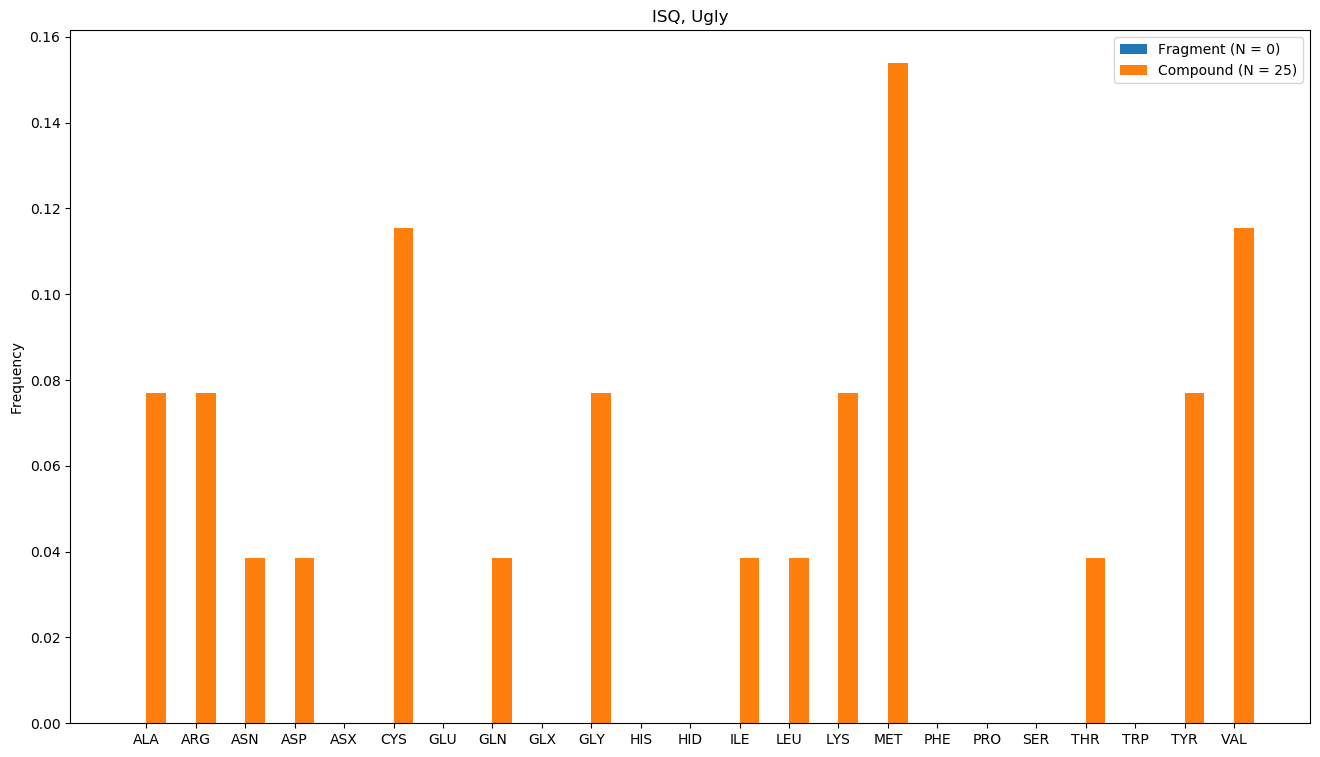 ISQ, Ugly
Fragment (N = 0)
Compound (N = 25)
Frequency
0.16
0.14
0.12
0.10
0.08
0.06
0.04
0.02
0.00
ALA ARG ASN ASP ASX CYS GLU GLN GLX GLY HIS HID ILE LEU LYS MET PHE PRO SER THR TRP TYR VAL